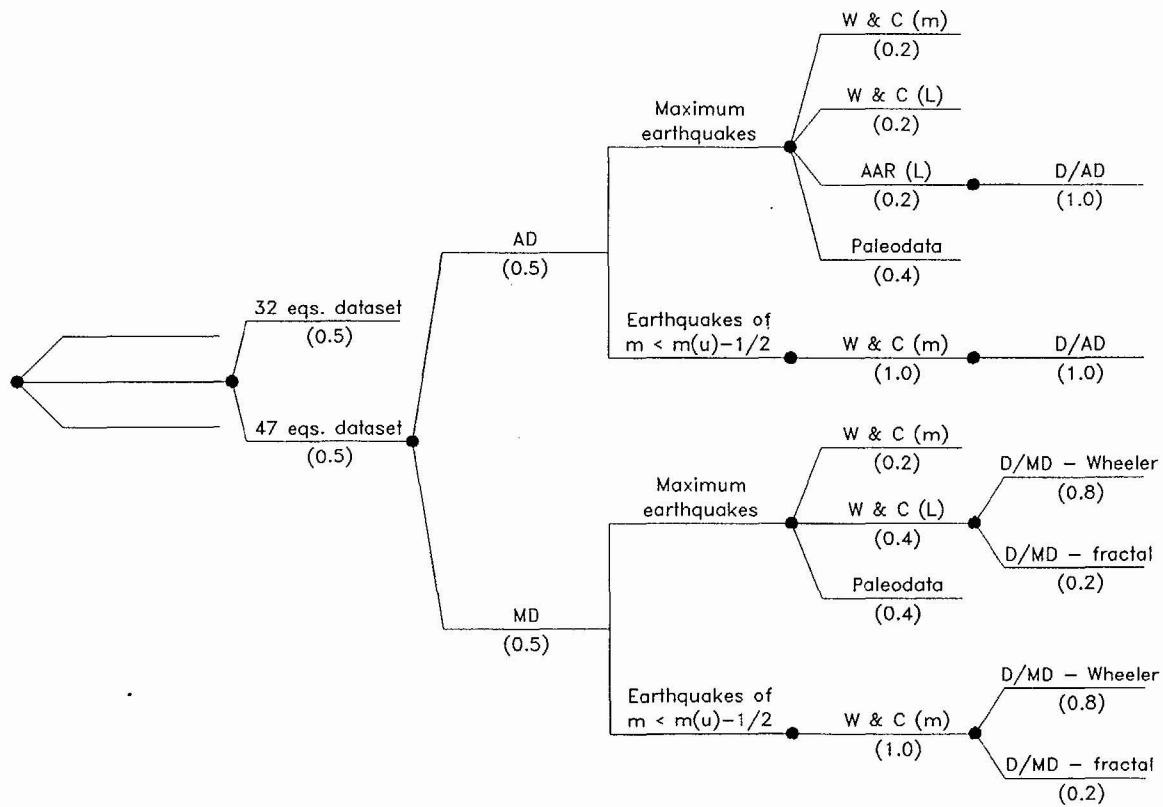 W & C (m)
(0.2)
W & C (L)
(0.2)
Maximum
earthquakes
AAR (L)
(0.2)
D/AD
(1.0)
Paleodata
(0.4)
AD
(0.5)
Earthquakes of
m < m(u)-1/2
W & C (m)
(1.0)
D/AD
(1.0)
32 eqs. dataset
(0.5)
47 eqs. dataset
(0.5)
W & C (m)
(0.2)
Maximum
earthquakes
W & C (L)
(0.4)
D/MD - Wheeler
(0.8)
D/MD - fractal
(0.2)
Paleodata
(0.4)
MD
(0.5)
Earthquakes of
m < m(u)-1/2
W & C (m)
(1.0)
D/MD - Wheeler
(0.8)
D/MD - fractal
(0.2)